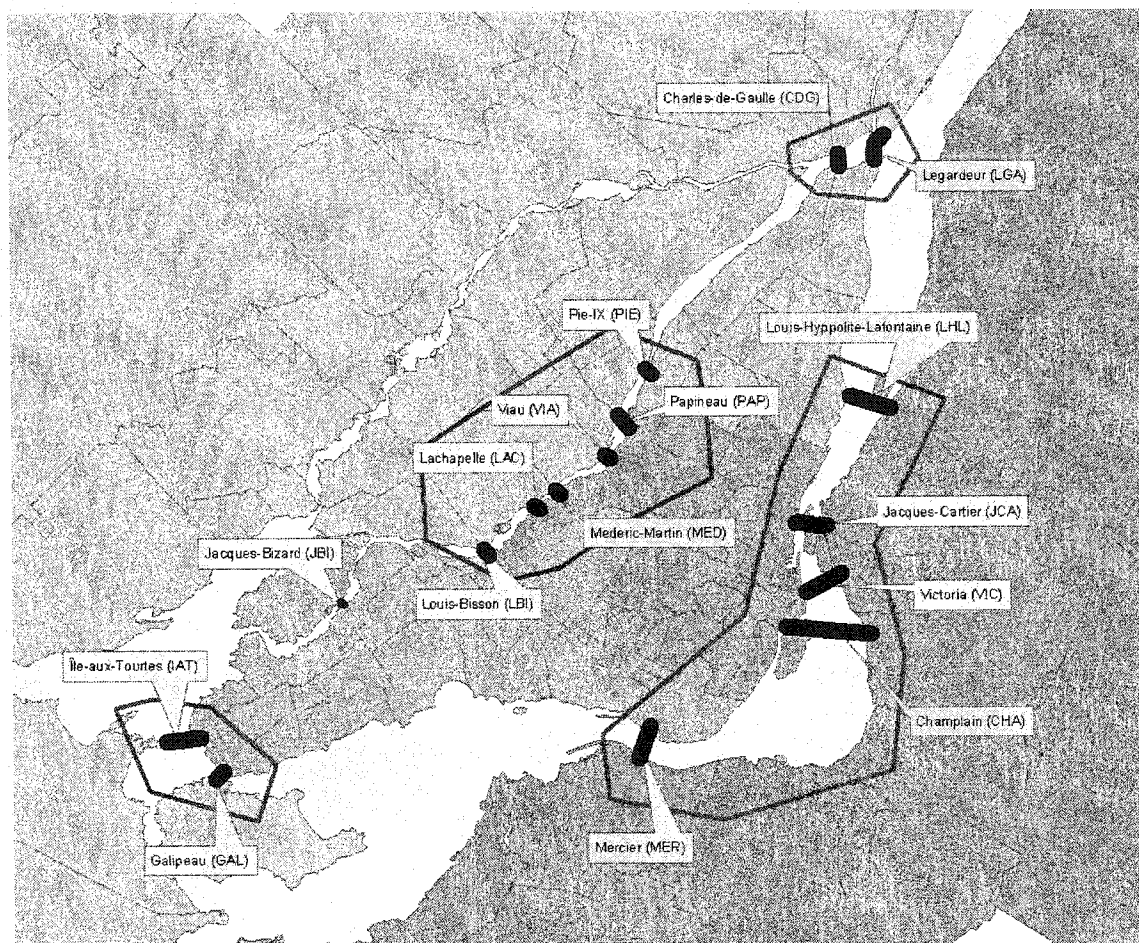 Charles-de-Gaulle (CDG)
Legardeur (LGA)
Pie-IX (PIE)
Louis-Hyppolite-Lafontaine (LHL)
Viau (VIA)
Papineau (PAP)
Lachapelle (LAC)
Jacques-Cartier (JCA)
Mederic-Martin (MED)
Jacques-Bizard (JBI)
Louis-Bisson (LBI)
Victoria (VIC)
Île-aux-Tourtes (IAT)
Champlain (CHA)
Mercier (MER)
Galipeau (GAL)